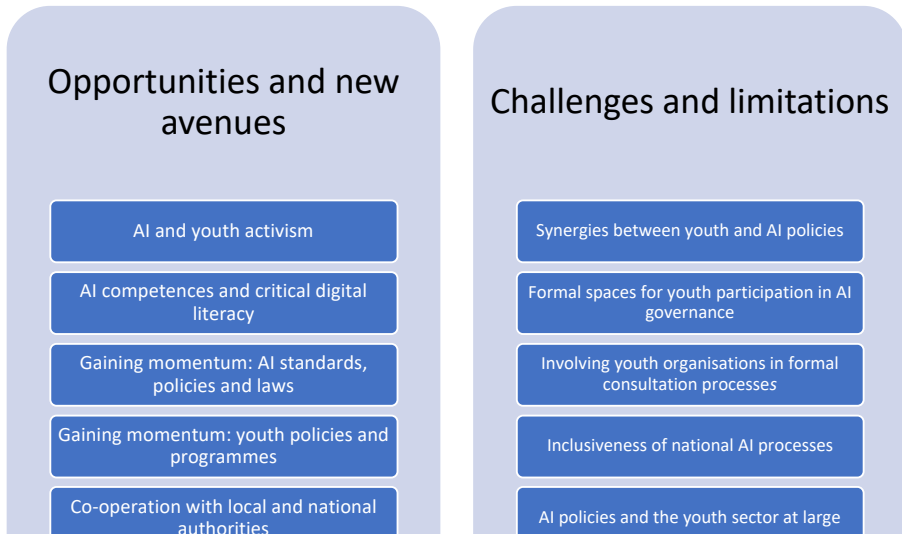 Opportunities and new
avenues
AI and youth activism
AI competences and critical digital
literacy
Gaining momentum: AI standards,
policies and laws
Gaining momentum: youth policies and
programmes
Co-operation with local and national
authorities
Challenges and limitations
Synergies between youth and AI policies
Formal spaces for youth participation in AI
governance
Involving youth organisations in formal
consultation processes
Inclusiveness of national AI processes
AI policies and the youth sector at large